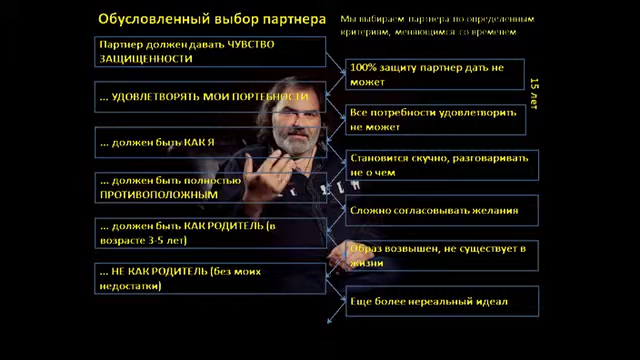 Обусловленный выбор партнера
Мы выбираем партнера по определенным
критериям, меняющимся со временем
Партнер должен давать ЧУВСТВО
ЗАЩИЩЕННОСТИ
100% защиту партнер дать не
может
15 лет
... УДОВЛЕТВОРЯТЬ МОИ ПОРТЕБНОСТИ
Все потребности удовлетворить
не может
... должен быть КАК Я
Становится скучно, разговаривать
не о чем
... должен быть полностью
ПРОТИВОПОЛОЖНЫМ
Сложно согласовывать желания
... должен быть КАК РОДИТЕЛЬ (в
возрасте 3-5 лет)
Образ возвышен, не существует в
жизни
... НЕ КАК РОДИТЕЛЬ (без моих
недостатки)
Еще более нереальный идеал